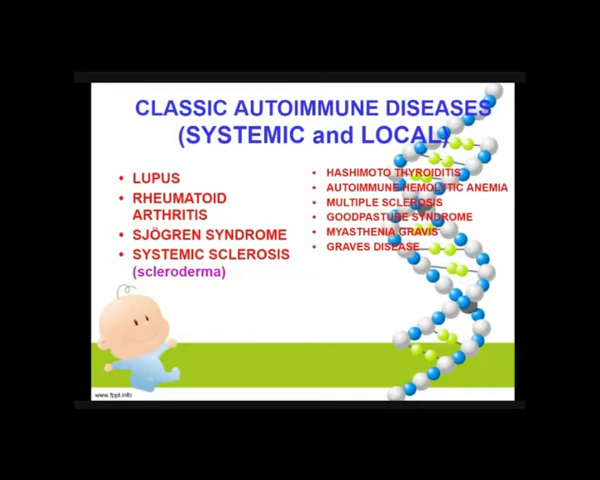 CLASSIC AUTOIMMUNE DISEASES
(SYSTEMIC and LOCAL)
• LUPUS
• RHEUMATOID
ARTHRITIS
• SJÖGREN SYNDROME
• SYSTEMIC SCLEROSIS
(scleroderma)
• HASHIMOTO THYROIDITIS
• AUTOIMMUNE HEMOLYTIC ANEMIA
• MULTIPLE SCLEROSIS
• GOODPASTURE SYNDROME
• MYASTHENIA GRAVIS
• GRAVES DISEASE
www.fppt.info